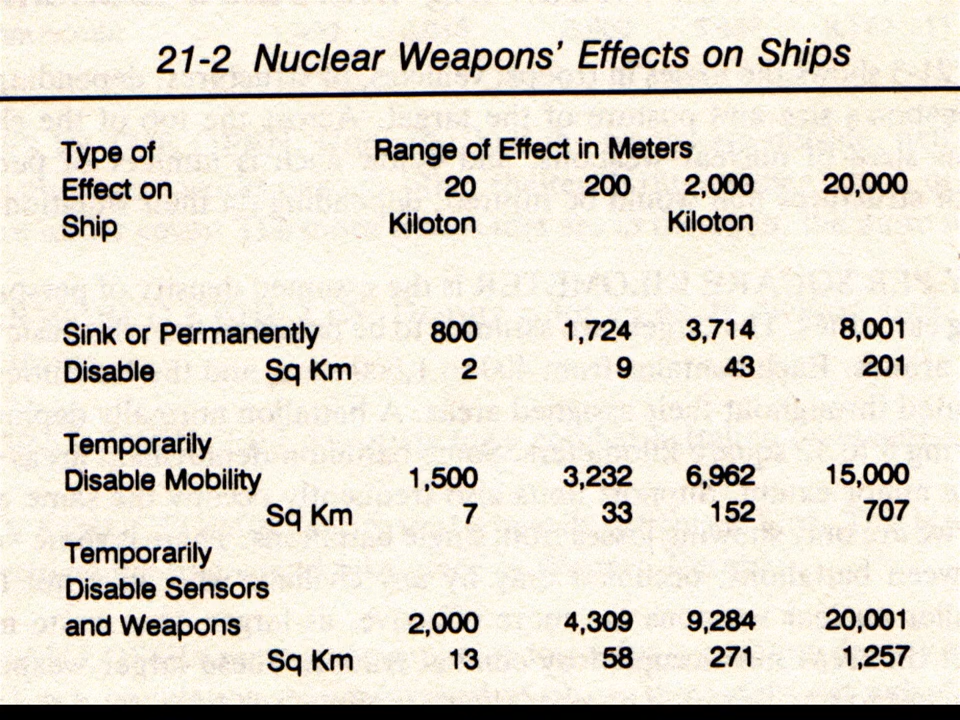 21-2 Nuclear Weapons' Effects on Ships
Type of Range of Effect in Meters
Effect on 20 200 2,000 20,000
Ship Kiloton Kiloton
Sink or Permanently 800 1,724 3,714 8,001
Disable Sq Km 2 9 43 201
Temporarily
Disable Mobility 1,500 3,232 6,962 15,000
Sq Km 7 33 152 707
Temporarily
Disable Sensors
and Weapons 2,000 4,309 9,284 20,001
Sq Km 13 58 271 1,257